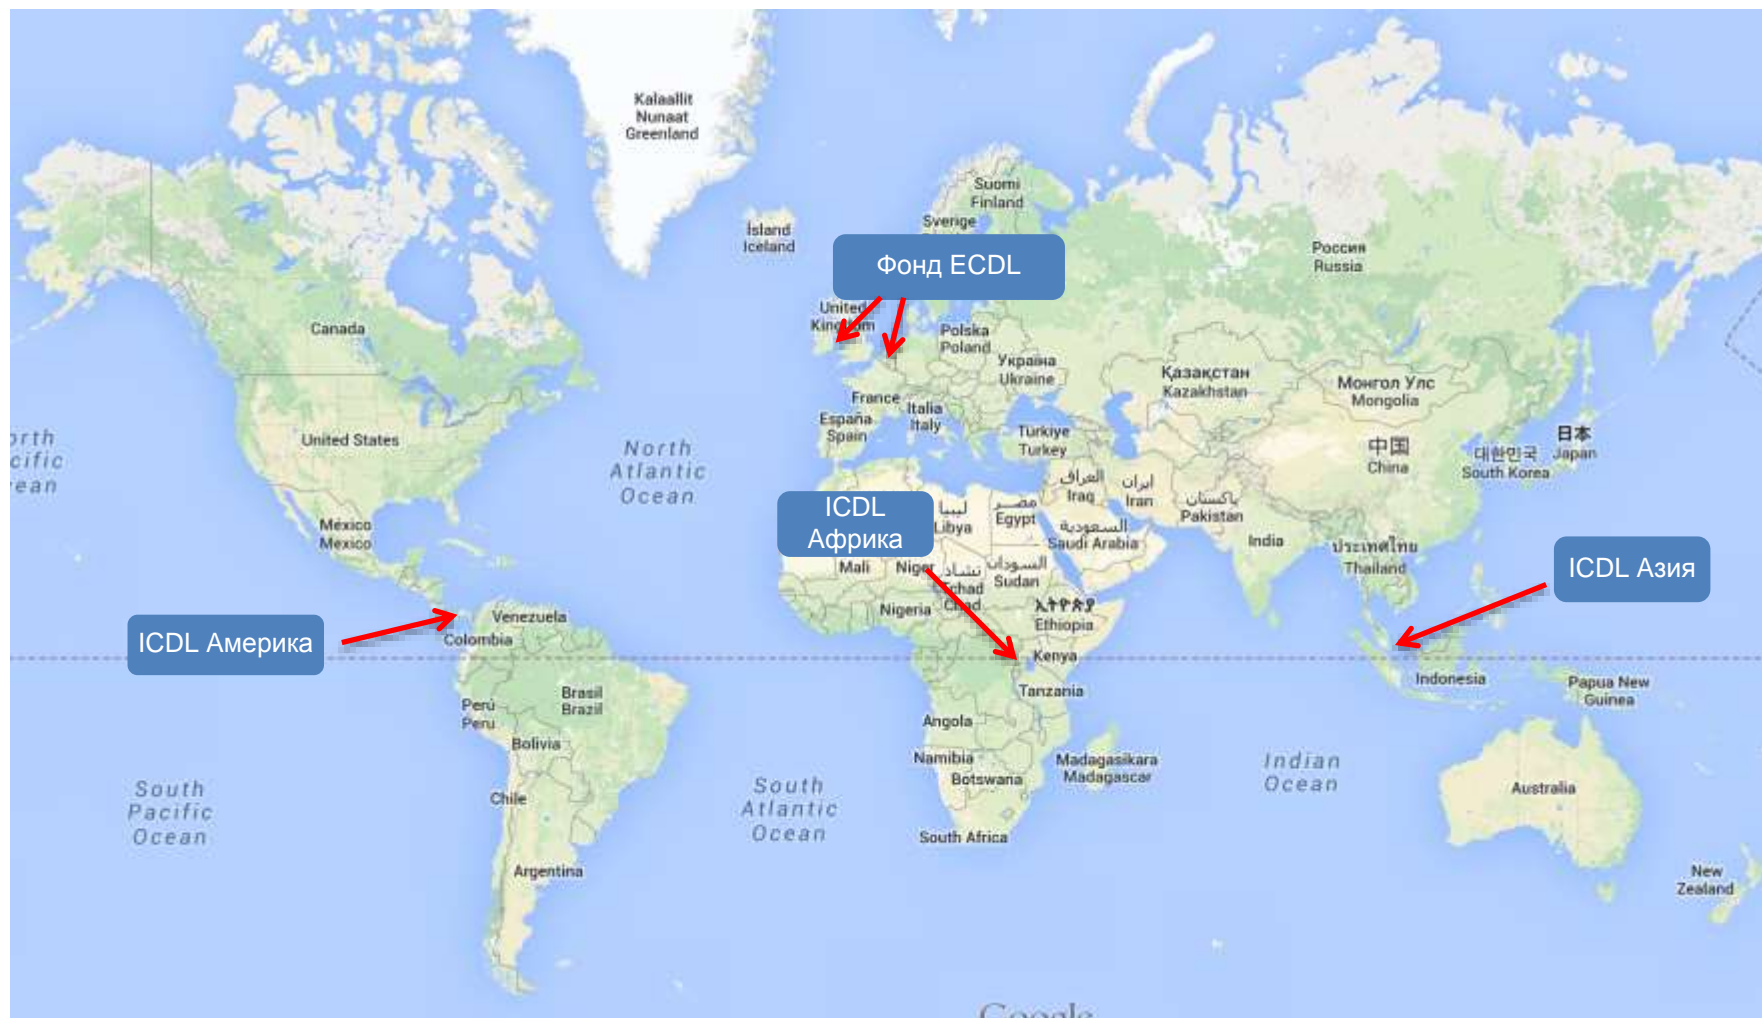 Kalaallit
Nunaat
Greenland
Suomi
Finland
Sverige
Ísland
Iceland
Фонд ECDL
Россия
Russia
United
Kingdom
Canada
Polska
Poland
Україна
Ukraine
Қазақстан
Kazakhstan
Монгол Улс
Mongolia
France
Italia
Italy
España
Spain
Türkiye
Turkey
United States
North
Atlantic
Ocean
orth
cific
ean
中国
China
대한민국
South Korea
日本
Japan
العراق
Iraq
ایران
Iran
پاکستان
Pakistan
ICDL
Африка
ليبيا
Libya
مصر
Egypt
السعودية
Saudi Arabia
India
México
Mexico
ประเทศไทย
Thailand
ICDL Азия
Mali
Niger
تشاد
Tchad
Chad
السودان
Sudan
Nigeria
ኢትዮጵያ
Ethiopia
Venezuela
Colombia
ICDL Америка
Kenya
Tanzania
Indonesia
Papua New
Guinea
Perú
Peru
Brasil
Brazil
Angola
Bolivia
Namibia
Botswana
Madagasikara
Madagascar
Indian
Ocean
South
Pacific
Ocean
Chile
South
Atlantic
Ocean
Australia
South Africa
Argentina
New
Zealand
Google